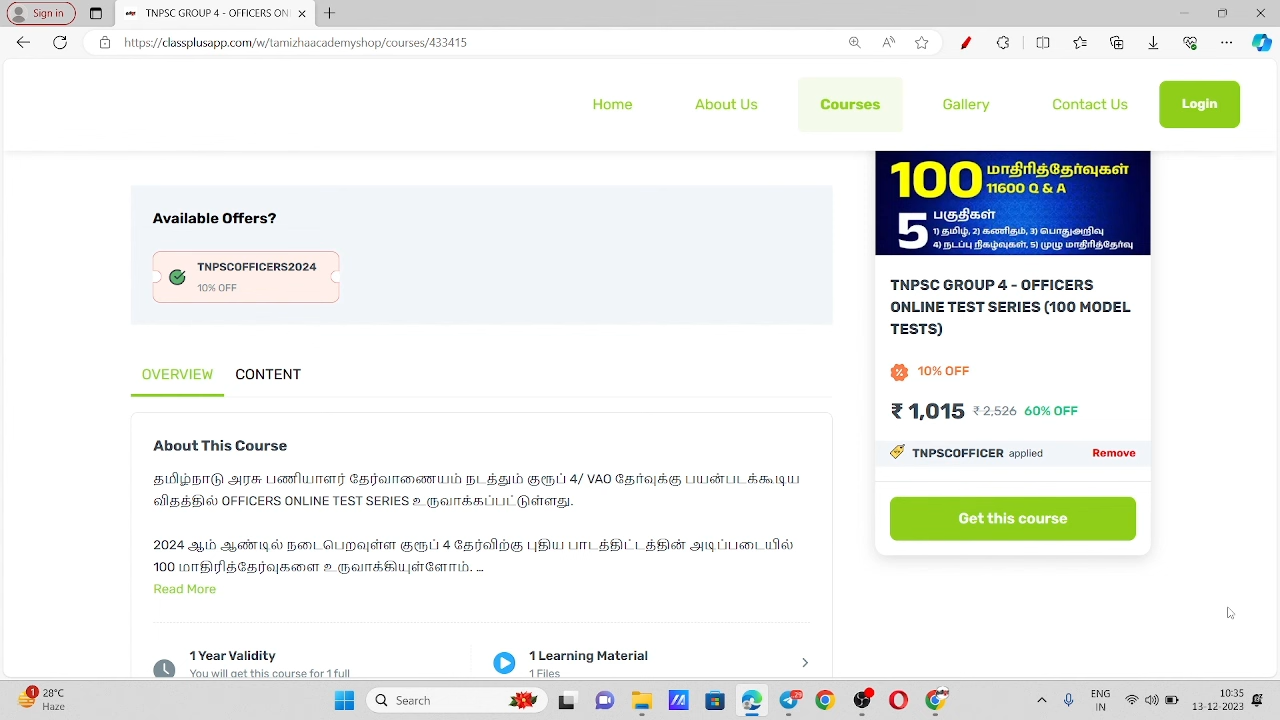 Sign in
TNPSC GROUP 4 - OFFICERS ONL
https://classplusapp.com/w/tamizhaacademyshop/courses/433415
Home
About Us
Courses
Gallery
Contact Us
Login
Available Offers?
TNPSCOFFICERS2024
10% OFF
OVERVIEW
CONTENT
About This Course
தமிழ்நாடு அரசு பணியாளர் தேர்வாணையம் நடத்தும் குரூப் 4/ VAO தேர்வுக்கு பயன்படக்கூடிய
விதத்தில் OFFICERS ONLINE TEST SERIES உருவாக்கப்பட்டுள்ளது.
2024 ஆம் ஆண்டில் நடைபெறவுள்ள குரூப் 4 தேர்விற்கு புதிய பாடத்திட்டத்தின் அடிப்படையில்
100 மாதிரித்தேர்வுகளை உருவாக்கியுள்ளோம். ...
Read More
1 Year Validity
You will get this course for 1 full
1 Learning Material
1 Files
100 மாதிரித்தேர்வுகள்
11600 Q & A
5 பகுதிகள்
1) தமிழ், 2) கணிதம், 3) பொதுஅறிவு
4) நடப்பு நிகழ்வுகள், 5) முழு மாதிரித்தேர்வு
TNPSC GROUP 4 - OFFICERS
ONLINE TEST SERIES (100 MODEL
TESTS)
10% OFF
₹ 1,015 ₹ 2,526 60% OFF
TNPSCOFFICER applied Remove
Get this course
1
28°C
Haze
Search
29
ENG
IN
12:35
13-12-2023